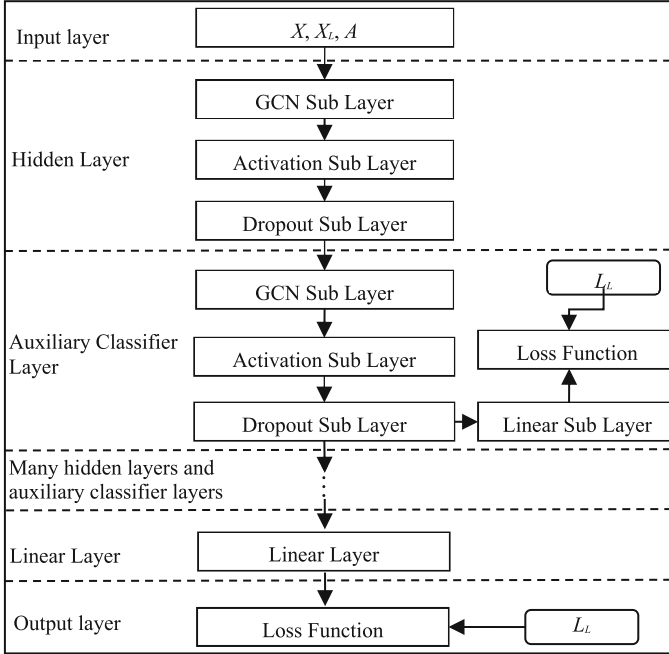 Input layer
X, X_L, A
Hidden Layer
GCN Sub Layer
Activation Sub Layer
Dropout Sub Layer
Auxiliary Classifier
Layer
GCN Sub Layer
L_L
Activation Sub Layer
Loss Function
Dropout Sub Layer
Linear Sub Layer
Many hidden layers and
auxiliary classifier layers
Linear Layer
Linear Layer
Output layer
Loss Function
L_L